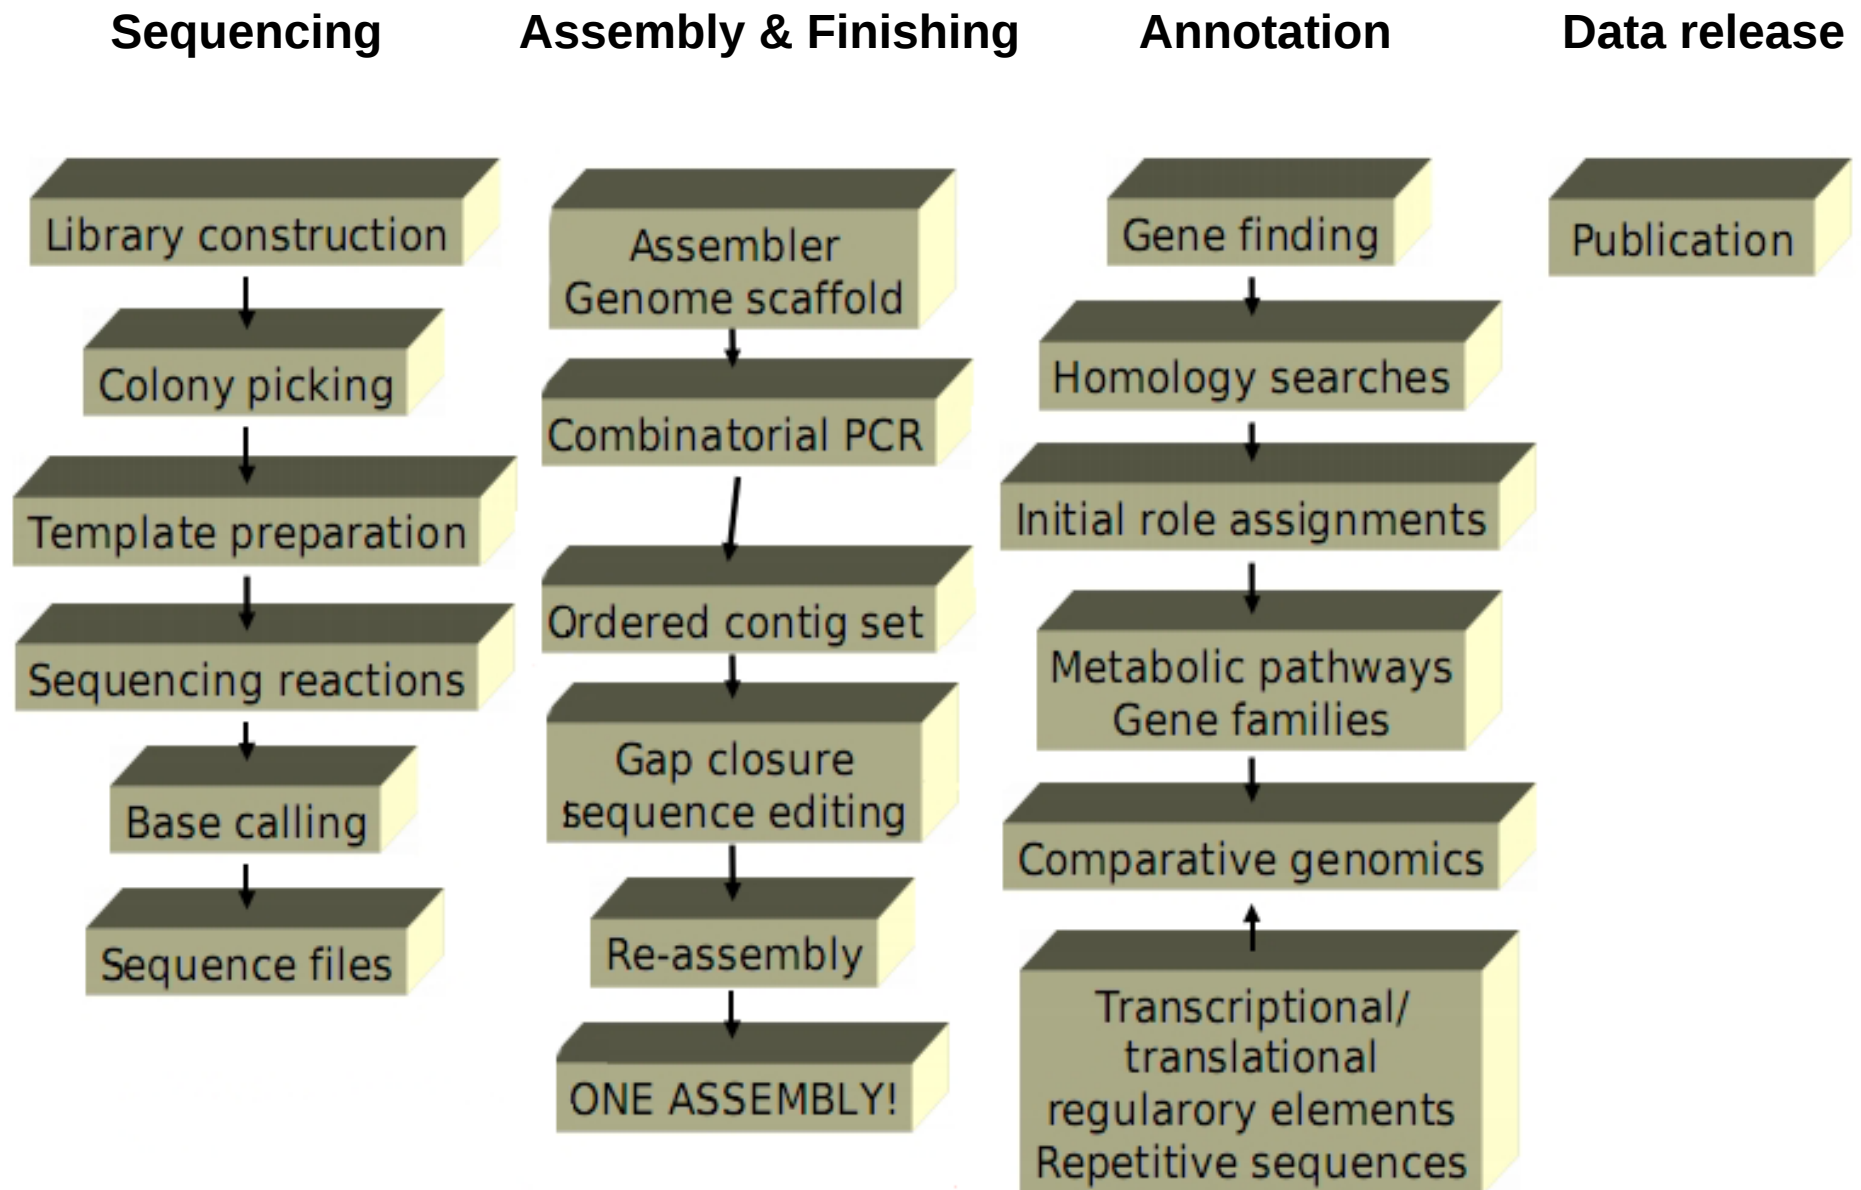 Sequencing
Assembly & Finishing
Annotation
Data release
Library construction
Colony picking
Template preparation
Sequencing reactions
Base calling
Sequence files
Assembler
Genome scaffold
Combinatorial PCR
Ordered contig set
Gap closure
sequence editing
Re-assembly
ONE ASSEMBLY!
Gene finding
Homology searches
Initial role assignments
Metabolic pathways
Gene families
Comparative genomics
Transcriptional/
translational
regularory elements
Repetitive sequences
Publication